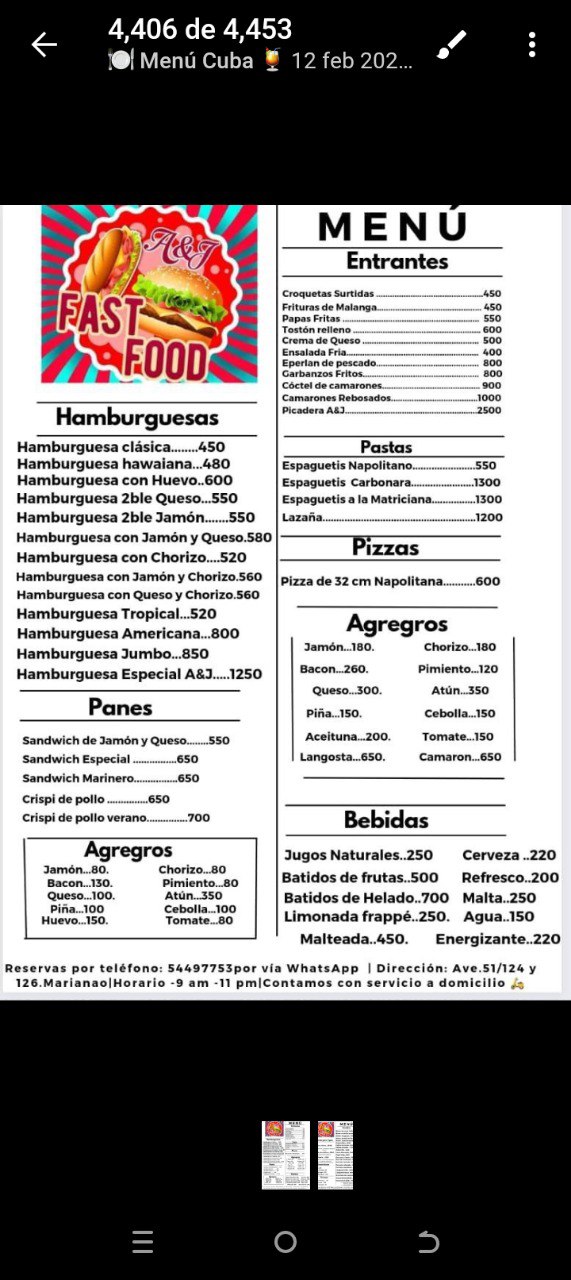 4,406 de 4,453
🍽 Menú Cuba 🍹 12 feb 202...
A&J
FAST
FOOD
Hamburguesas
Hamburguesa clásica........450
Hamburguesa hawaiana...480
Hamburguesa con Huevo..600
Hamburguesa 2ble Queso...550
Hamburguesa 2ble Jamón.......550
Hamburguesa con Jamón y Queso.580
Hamburguesa con Chorizo....520
Hamburguesa con Jamón y Chorizo.560
Hamburguesa con Queso y Chorizo.560
Hamburguesa Tropical...520
Hamburguesa Americana...800
Hamburguesa Jumbo...850
Hamburguesa Especial A&J.....1250
Panes
Sandwich de Jamón y Queso........550
Sandwich Especial ...............650
Sandwich Marinero...............650
Crispi de pollo ..............650
Crispi de pollo verano..............700
Agregros
Jamón...80. Chorizo...80
Bacon...130. Pimiento...80
Queso...100. Atún...350
Piña...100 Cebolla...100
Huevo...150. Tomate...80
MENÚ
Entrantes
Croquetas Surtidas ........................................450
Frituras de Malanga....................................... 450
Papas Fritas .................................................. 550
Tostón relleno .............................................. 600
Crema de Queso ........................................... 500
Ensalada Fria................................................ 400
Eperlan de pescado....................................... 800
Garbanzos Fritos........................................... 800
Cóctel de camarones..................................... 900
Camarones Rebosados................................1000
Picadera A&J.................................................2500
Pastas
Espaguetis Napolitano.....................550
Espaguetis Carbonara.....................1300
Espaguetis a la Matriciana...............1300
Lazaña.................................................1200
Pizzas
Pizza de 32 cm Napolitana...........600
Agregros
Jamón...180. Chorizo...180
Bacon...260. Pimiento...120
Queso...300. Atún...350
Piña...150. Cebolla...150
Aceituna...200. Tomate...150
Langosta...650. Camaron...650
Bebidas
Jugos Naturales..250 Cerveza ..220
Batidos de frutas..500 Refresco..200
Batidos de Helado..700 Malta..250
Limonada frappé..250. Agua..150
Malteada..450. Energizante..220
Reservas por teléfono: 54497753por vía WhatsApp | Dirección: Ave.51/124 y
126.Marianao|Horario -9 am -11 pm|Contamos con servicio a domicilio 🛵